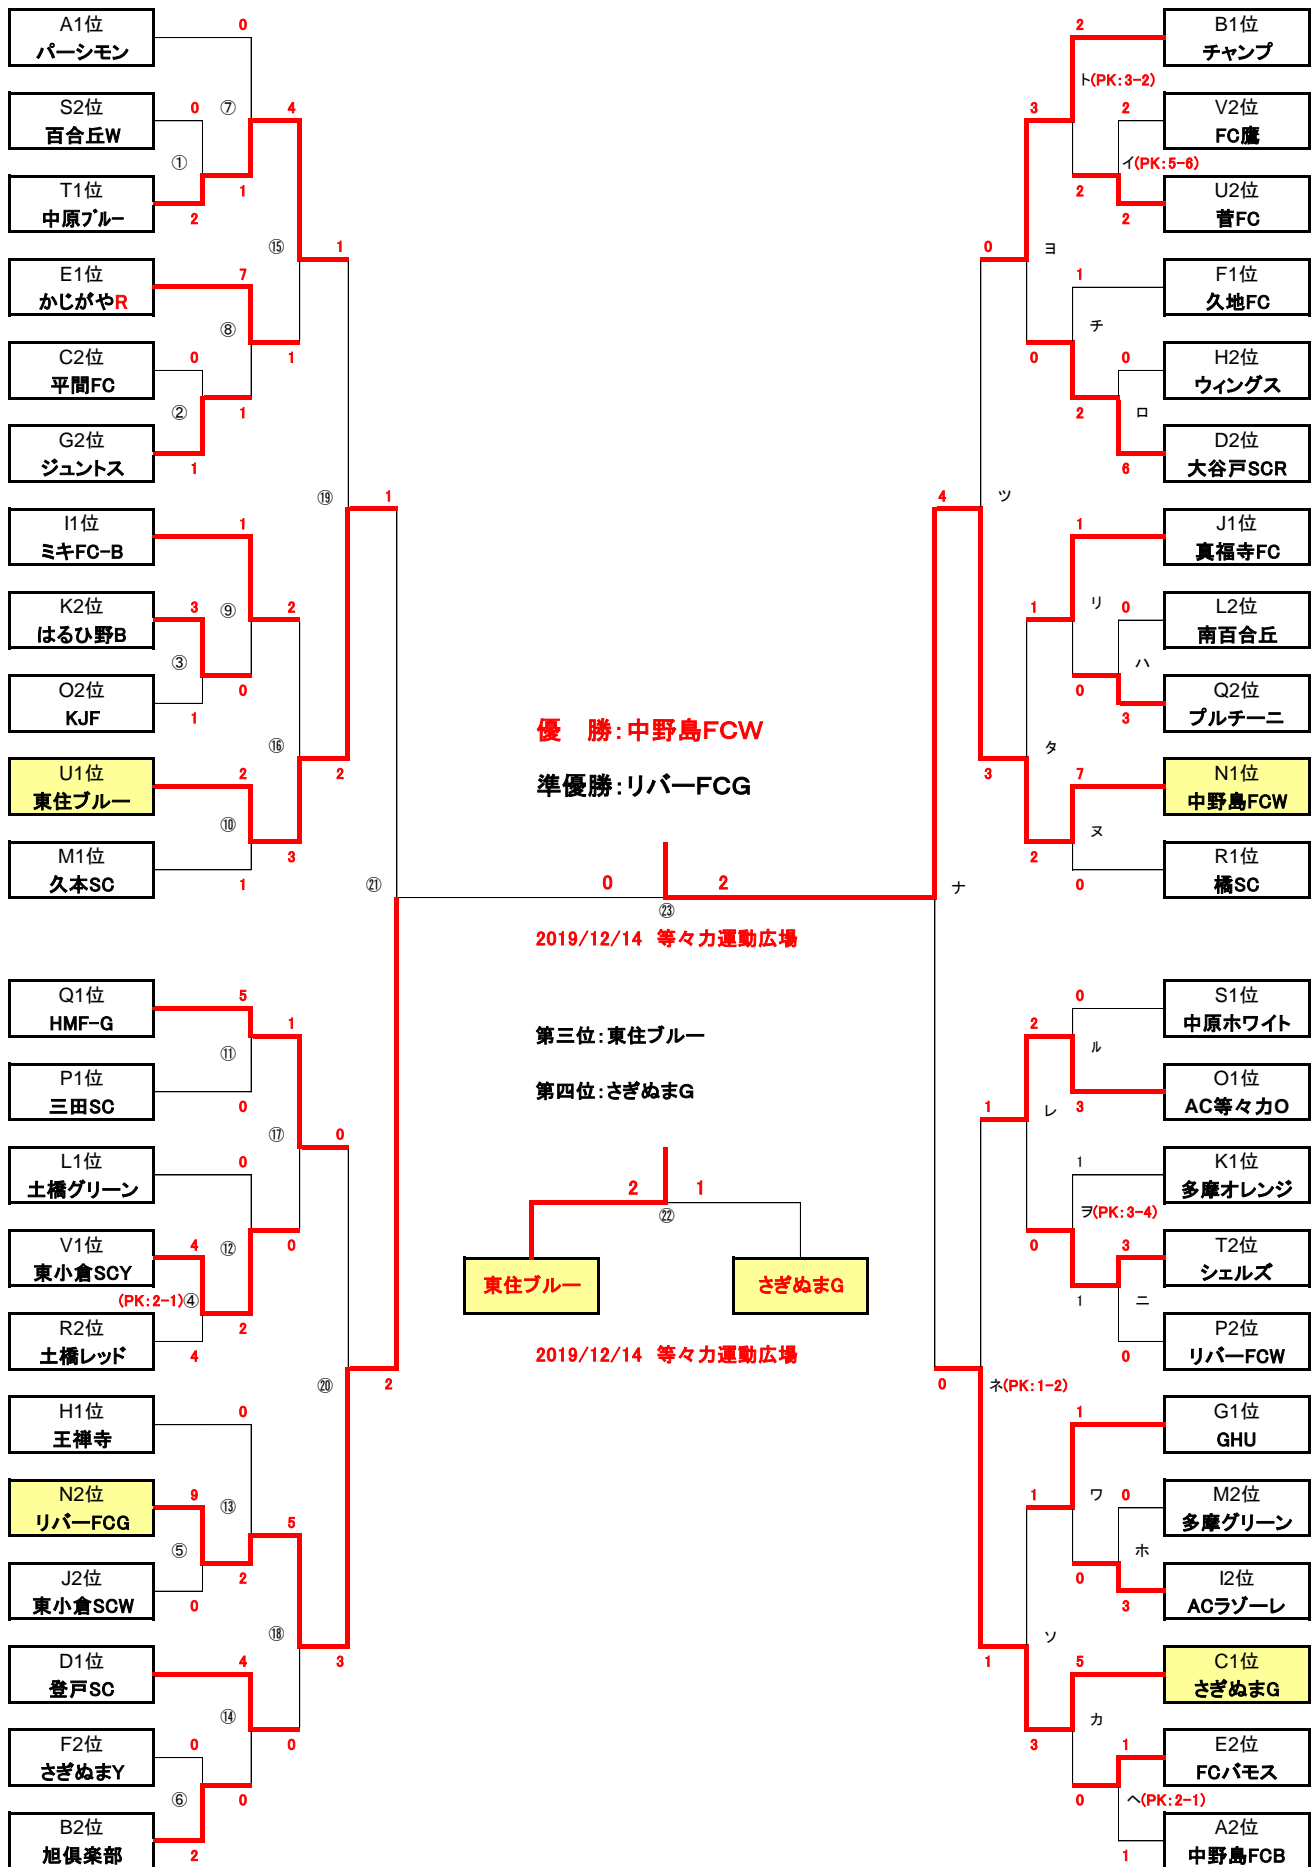 A1位
パーシモン
0
S2位
百合丘W
0
⑦
4
①
T1位
中原ブルー
2
1
⑮
1
E1位
かじがやR
7
⑧
C2位
平間FC
0
1
②
1
G2位
ジュントス
1
⑲
1
I1位
ミキFC-B
1
K2位
はるひ野B
3
⑨
2
③
O2位
KJF
1
0
⑯
2
U1位
東住ブルー
2
⑩
3
M1位
久本SC
1
㉑
Q1位
HMF-G
5
1
⑪
P1位
三田SC
0
⑰
0
L1位
土橋グリーン
0
V1位
東小倉SCY
4
⑫
0
(PK:2-1)④
R2位
土橋レッド
4
2
⑳
2
H1位
王禅寺
0
N2位
リバーFCG
9
⑬
5
⑤
J2位
東小倉SCW
0
2
⑱
3
D1位
登戸SC
4
⑭
0
F2位
さぎぬまY
0
⑥
0
B2位
旭倶楽部
2
優　勝:中野島FCW
準優勝:リバーFCG
0
2
㉓
2019/12/14 等々力運動広場
第三位:東住ブルー
第四位:さぎぬまG
2
1
㉒
東住ブルー
さぎぬまG
2019/12/14 等々力運動広場
2
B1位
チャンプ
ト(PK:3-2)
3
2
V2位
FC鷹
イ(PK:5-6)
2
2
U2位
菅FC
0
ヨ
1
F1位
久地FC
チ
0
0
H2位
ウィングス
2
ロ
6
D2位
大谷戸SCR
4
ツ
1
J1位
真福寺FC
1
リ
0
L2位
南百合丘
ハ
0
3
Q2位
プルチーニ
タ
3
7
N1位
中野島FCW
ヌ
2
0
R1位
橘SC
ナ
0
S1位
中原ホワイト
2
ル
1
レ
3
O1位
AC等々力O
1
K1位
多摩オレンジ
ヲ(PK:3-4)
0
3
T2位
シェルズ
1
ニ
0
P2位
リバーFCW
0
ネ(PK:1-2)
1
G1位
GHU
1
ワ
0
M2位
多摩グリーン
ホ
0
3
I2位
ACラゾーレ
ソ
1
5
C1位
さぎぬまG
カ
3
1
E2位
FCバモス
0
ヘ(PK:2-1)
1
A2位
中野島FCB